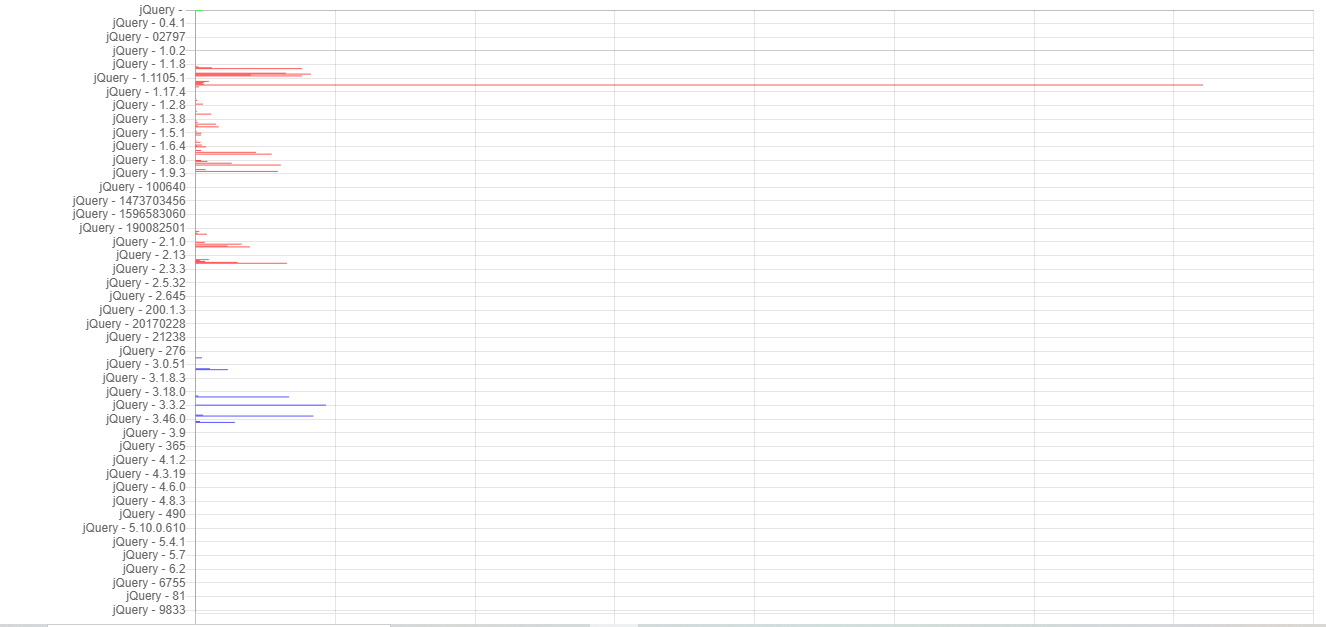 jQuery -
jQuery - 0.4.1
jQuery - 02797
jQuery - 1.0.2
jQuery - 1.1.8
jQuery - 1.1105.1
jQuery - 1.17.4
jQuery - 1.2.8
jQuery - 1.3.8
jQuery - 1.5.1
jQuery - 1.6.4
jQuery - 1.8.0
jQuery - 1.9.3
jQuery - 100640
jQuery - 1473703456
jQuery - 1596583060
jQuery - 190082501
jQuery - 2.1.0
jQuery - 2.13
jQuery - 2.3.3
jQuery - 2.5.32
jQuery - 2.645
jQuery - 200.1.3
jQuery - 20170228
jQuery - 21238
jQuery - 276
jQuery - 3.0.51
jQuery - 3.1.8.3
jQuery - 3.18.0
jQuery - 3.3.2
jQuery - 3.46.0
jQuery - 3.9
jQuery - 365
jQuery - 4.1.2
jQuery - 4.3.19
jQuery - 4.6.0
jQuery - 4.8.3
jQuery - 490
jQuery - 5.10.0.610
jQuery - 5.4.1
jQuery - 5.7
jQuery - 6.2
jQuery - 6755
jQuery - 81
jQuery - 9833